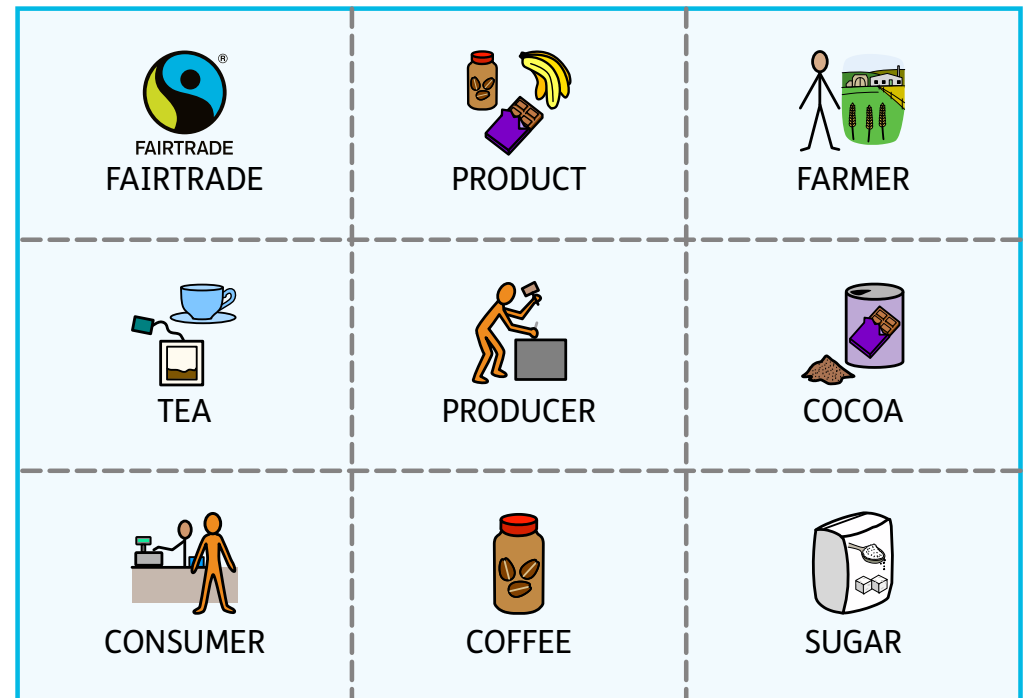 ®
FAIRTRADE
FAIRTRADE
PRODUCT
FARMER
TEA
PRODUCER
COCOA
CONSUMER
COFFEE
SUGAR